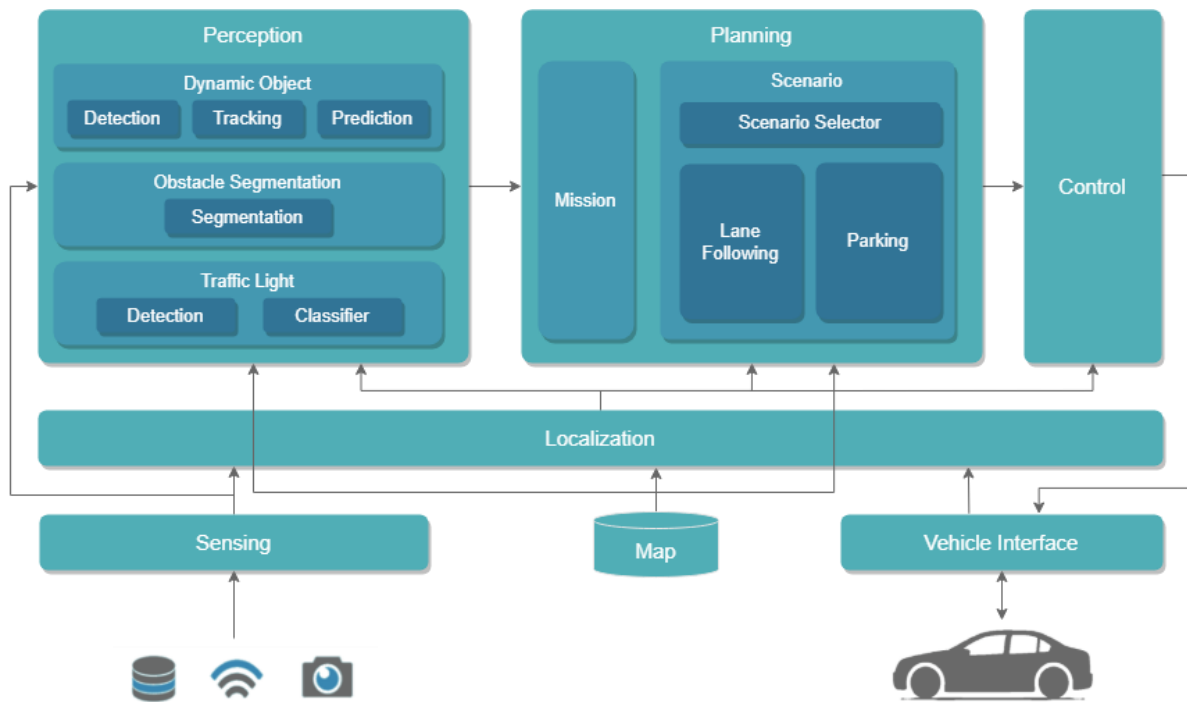 Perception
Dynamic Object
Detection
Tracking
Prediction
Obstacle Segmentation
Segmentation
Traffic Light
Detection
Classifier
Planning
Mission
Scenario
Scenario Selector
Lane
Following
Parking
Control
Localization
Sensing
Map
Vehicle Interface